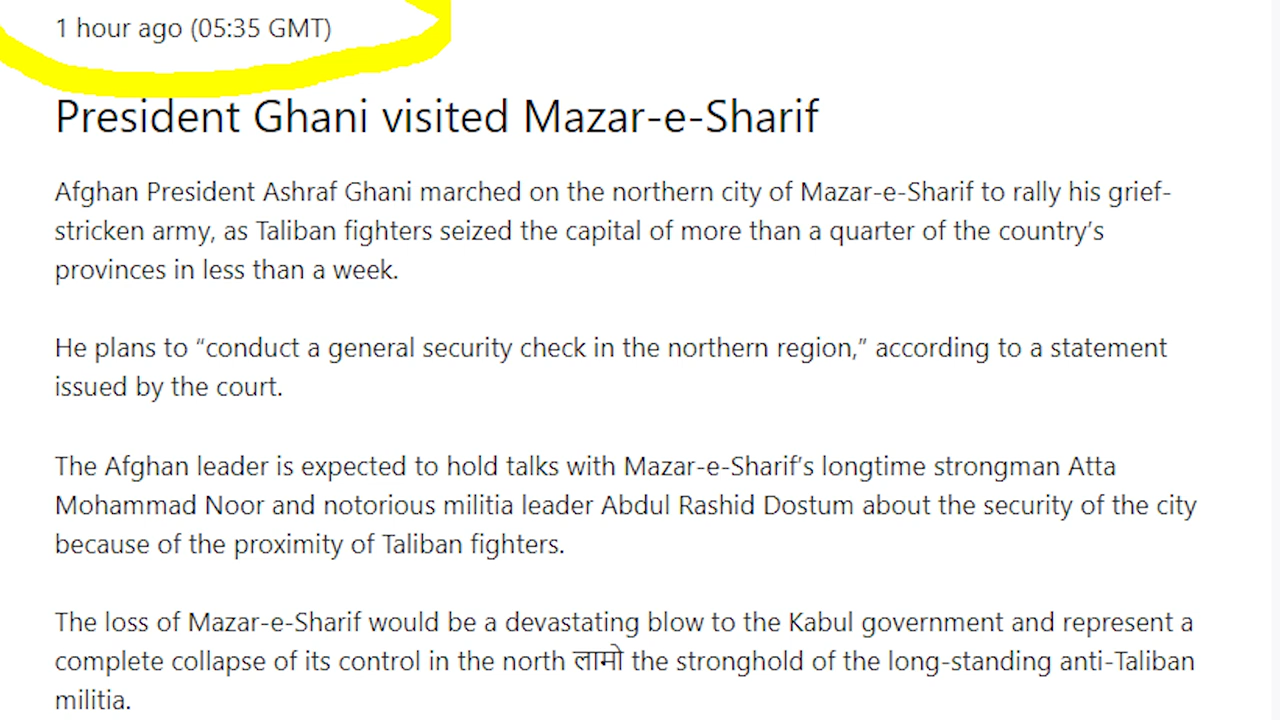 1 hour ago (05:35 GMT)
President Ghani visited Mazar-e-Sharif
Afghan President Ashraf Ghani marched on the northern city of Mazar-e-Sharif to rally his grief-
stricken army, as Taliban fighters seized the capital of more than a quarter of the country’s
provinces in less than a week.
He plans to “conduct a general security check in the northern region,” according to a statement
issued by the court.
The Afghan leader is expected to hold talks with Mazar-e-Sharif’s longtime strongman Atta
Mohammad Noor and notorious militia leader Abdul Rashid Dostum about the security of the city
because of the proximity of Taliban fighters.
The loss of Mazar-e-Sharif would be a devastating blow to the Kabul government and represent a
complete collapse of its control in the north लामो the stronghold of the long-standing anti-Taliban
militia.